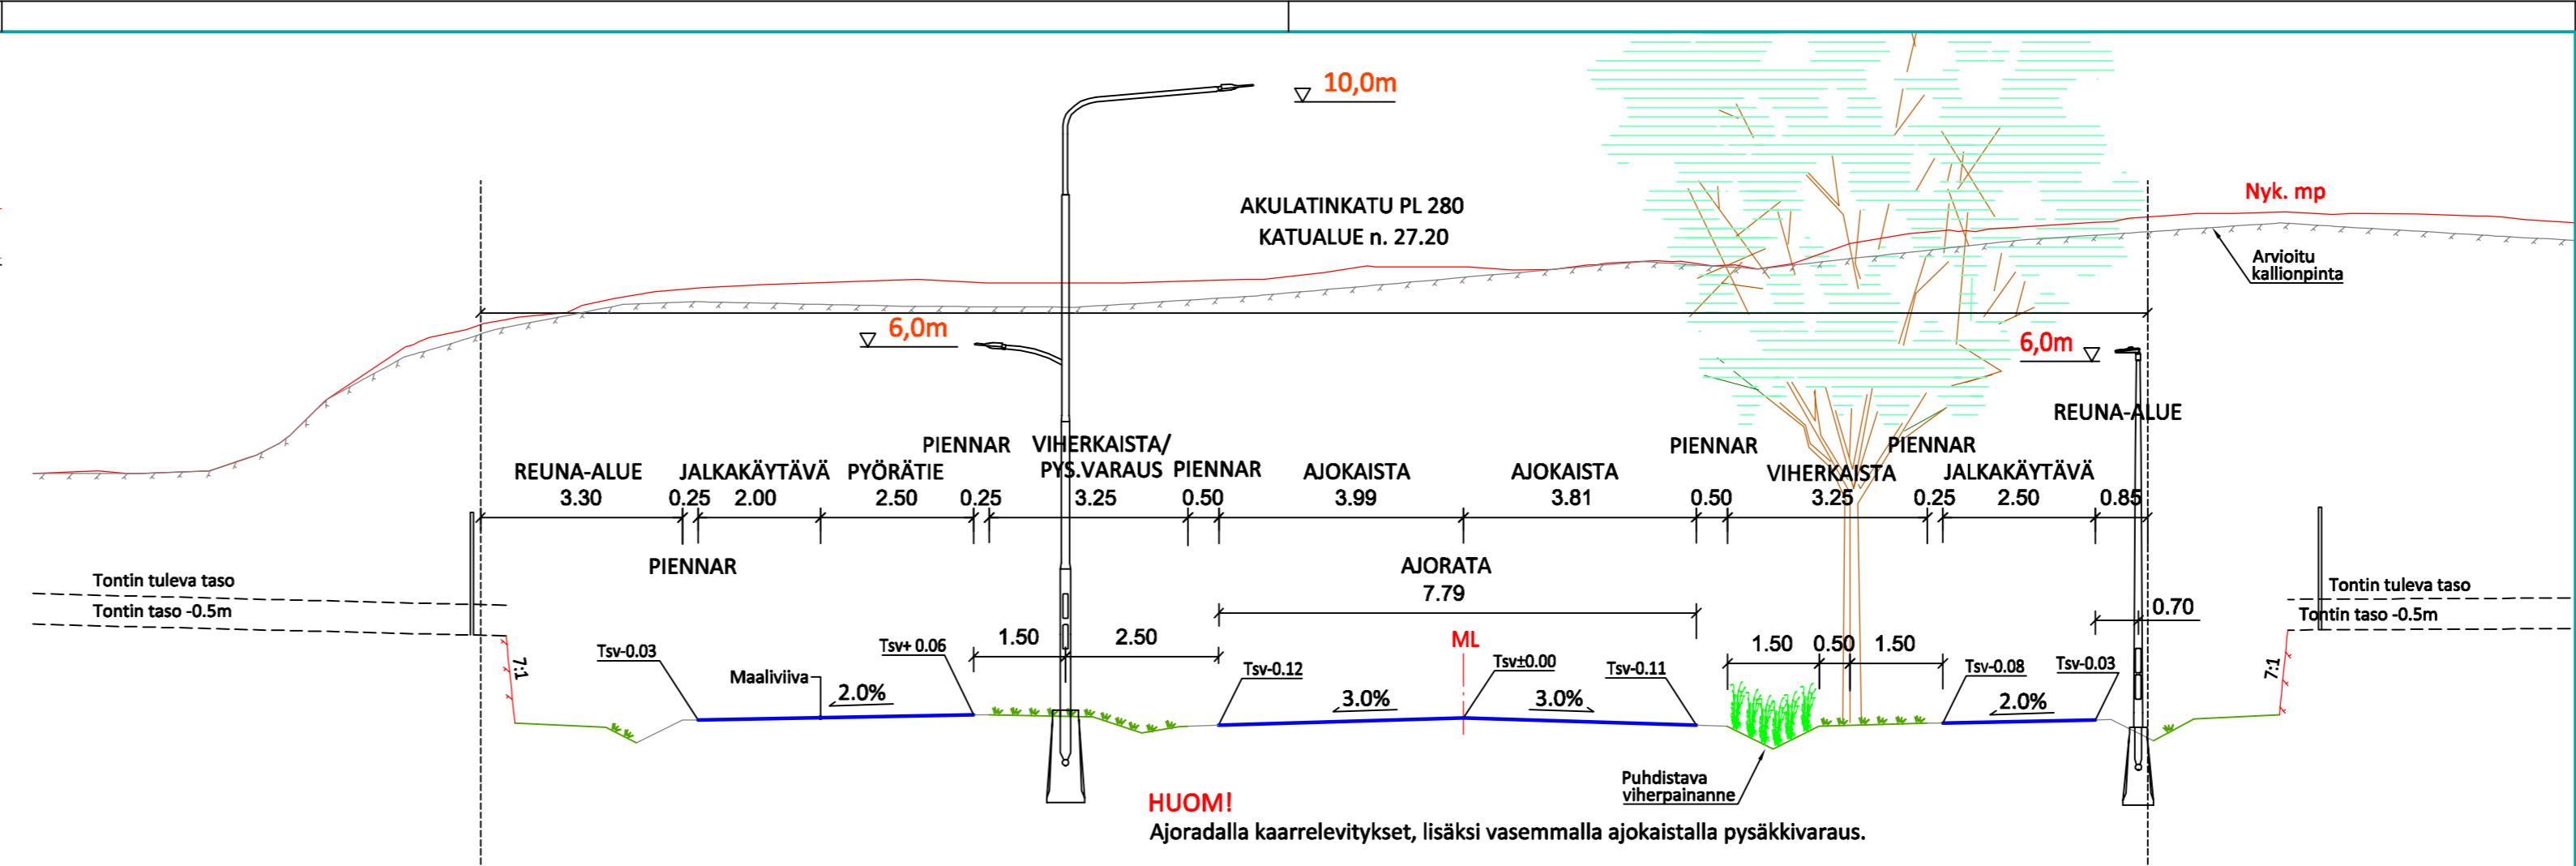 10,0m
AKULATINKATU PL 280
KATUALUE n. 27.20
Nyk. mp
Arvioitu
kallionpinta
6,0m
6,0m
REUNA-ALUE
PIENNAR
VIHERKAISTA/
PYS.VARAUS
PIENNAR
PIENNAR
REUNA-ALUE
JALKAKÄYTÄVÄ
PYÖRÄTIE
PIENNAR
AJOKAISTA
AJOKAISTA
VIHERKAISTA
JALKAKÄYTÄVÄ
3.30 0.25 2.00 2.50 0.25 3.25 0.50 3.99 3.81 0.50 3.25 0.25 2.50 0.85
PIENNAR
AJORATA
7.79
Tontin tuleva taso
Tontin taso -0.5m
Tontin tuleva taso
Tontin taso -0.5m
0.70
7:1
Tsv-0.03
Maaliviiva
2.0%
Tsv+ 0.06
1.50 2.50
Tsv-0.12
3.0%
ML
Tsv±0.00
3.0%
Tsv-0.11
1.50 0.50 1.50
Tsv-0.08
2.0%
Tsv-0.03
7:1
Puhdistava
viherpainanne
HUOM!
Ajoradalla kaarrelevitykset, lisäksi vasemmalla ajokaistalla pysäkkivaraus.